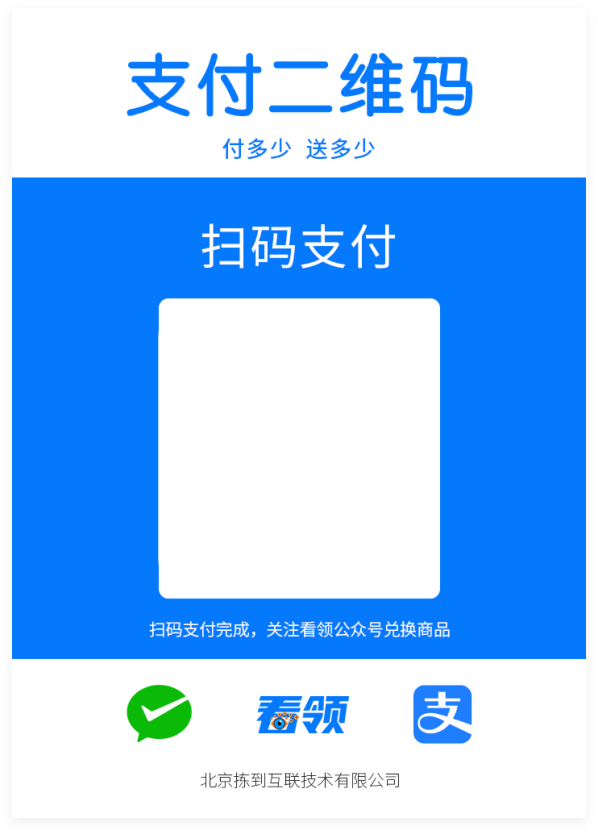 支付二维码
付多少 送多少
扫码支付
扫码支付完成，关注看领公众号兑换商品
看领
支
北京拣到互联技术有限公司